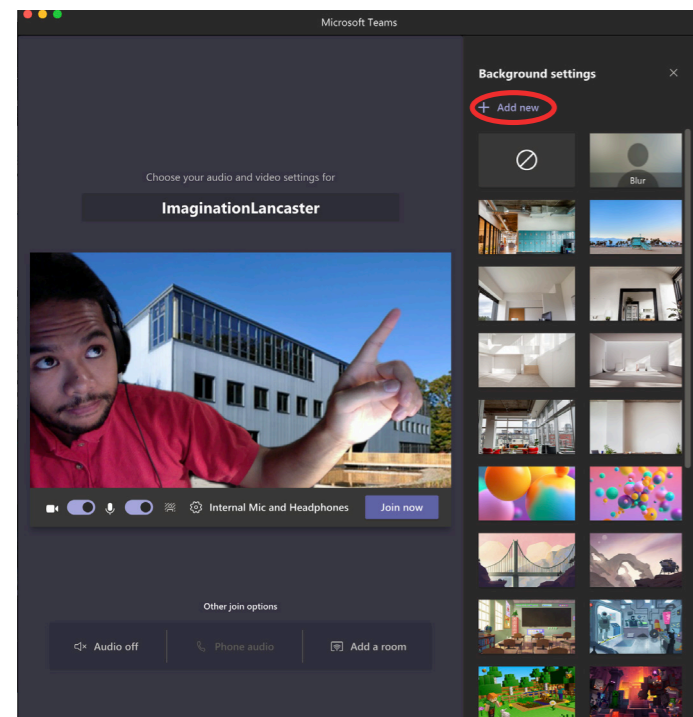 Microsoft Teams
Background settings
Add new
Blur
Choose your audio and video settings for
ImaginationLancaster
Internal Mic and Headphones
Join now
Other join options
Audio off
Phone audio
Add a room